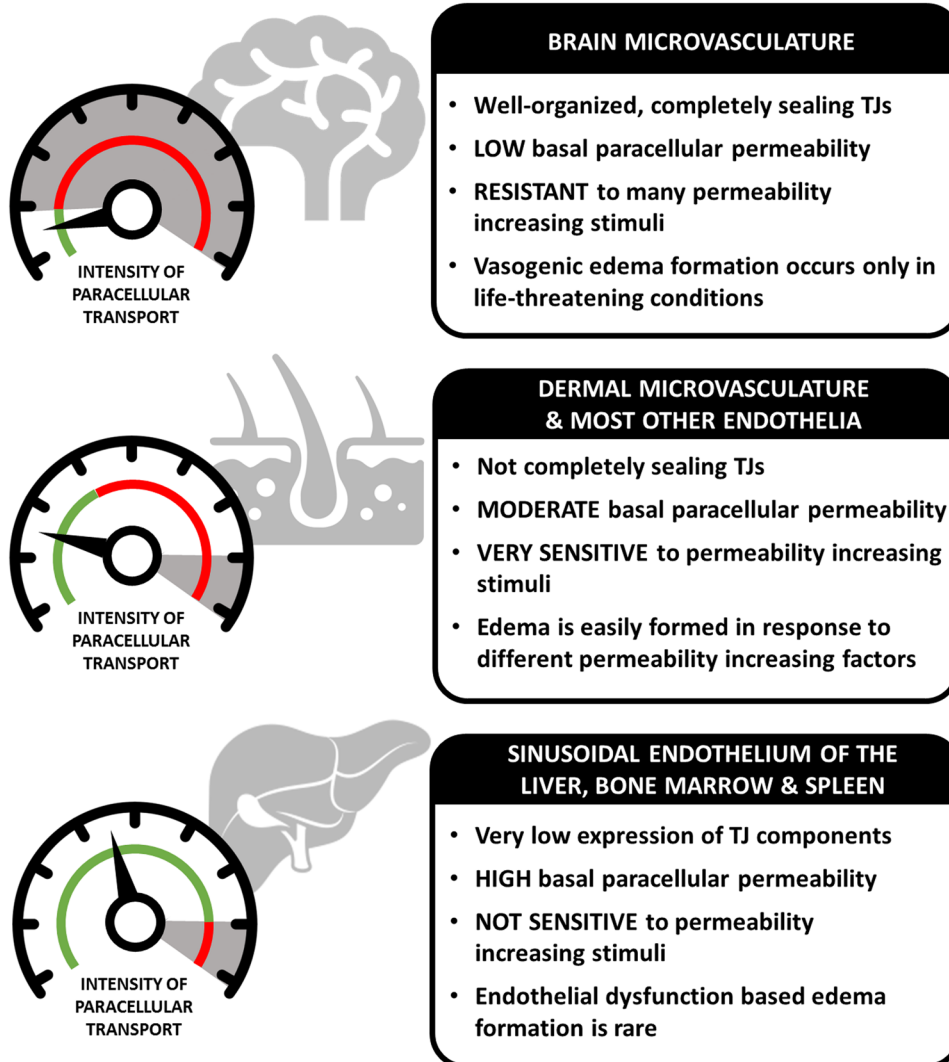 BRAIN MICROVASCULATURE
• Well-organized, completely sealing TJs
• LOW basal paracellular permeability
• RESISTANT to many permeability
increasing stimuli
• Vasogenic edema formation occurs only in
life-threatening conditions
INTENSITY OF
PARACELLULAR
TRANSPORT
DERMAL MICROVASCULATURE
& MOST OTHER ENDOTHELIA
• Not completely sealing TJs
• MODERATE basal paracellular permeability
• VERY SENSITIVE to permeability increasing
stimuli
• Edema is easily formed in response to
different permeability increasing factors
INTENSITY OF
PARACELLULAR
TRANSPORT
SINUSOIDAL ENDOTHELIUM OF THE
LIVER, BONE MARROW & SPLEEN
• Very low expression of TJ components
• HIGH basal paracellular permeability
• NOT SENSITIVE to permeability
increasing stimuli
• Endothelial dysfunction based edema
formation is rare
INTENSITY OF
PARACELLULAR
TRANSPORT